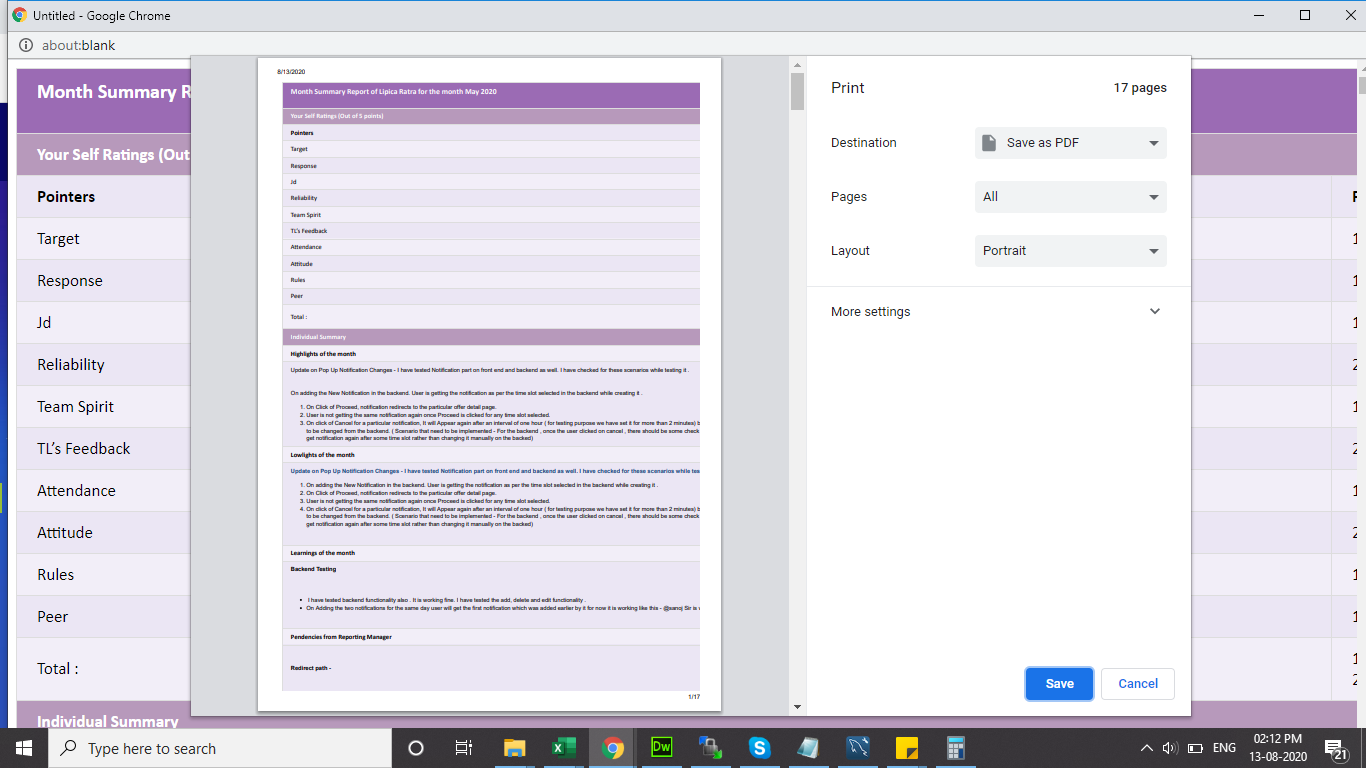 Untitled - Google Chrome
about:blank
Month Summary R
Your Self Ratings (Out
Pointers
Target
Response
Jd
Reliability
Team Spirit
TL's Feedback
Attendance
Attitude
Rules
Peer
Total :
Individual Summary
8/13/2020
Month Summary Report of Lipica Ratra for the month May 2020
Your Self Ratings (Out of 5 points)
Pointers
Target
Response
Jd
Reliability
Team Spirit
TL's Feedback
Attendance
Attitude
Rules
Peer
Total :
Individual Summary
Highlights of the month
Update on Pop Up Notification Changes - I have tested Notification part on front end and backend as well. I have checked for these scenarios while testing it .
On adding the New Notification in the backend. User is getting the notification as per the time slot selected in the backend while creating it .
1. On Click of Proceed, notification redirects to the particular offer detail page.
2. User is not getting the same notification again once Proceed is clicked for any time slot selected.
3. On click of Cancel for a particular notification, It will Appear again after an interval of one hour ( for testing purpose we have set it for more than 2 minutes) b
to be changed from the backend. ( Scenario that need to be implemented - For the backend , once the user clicked on cancel , there should be some check
get notification again after some time slot rather than changing it manually on the backed)
Lowlights of the month
Update on Pop Up Notification Changes - I have tested Notification part on front end and backend as well. I have checked for these scenarios while tes
1. On adding the New Notification in the backend. User is getting the notification as per the time slot selected in the backend while creating it .
2. On Click of Proceed, notification redirects to the particular offer detail page.
3. User is not getting the same notification again once Proceed is clicked for any time slot selected.
4. On click of Cancel for a particular notification, It will Appear again after an interval of one hour ( for testing purpose we have set it for more than 2 minutes) b
to be changed from the backend. ( Scenario that need to be implemented - For the backend , once the user clicked on cancel , there should be some check
get notification again after some time slot rather than changing it manually on the backed)
Learnings of the month
Backend Testing
• I have tested backend functionality also . It is working fine. I have tested the add, delete and edit functionality .
• On Adding the two notifications for the same day user will get the first notification which was added earlier by it for now it is working like this - @sanoj Sir is
Pendencies from Reporting Manager
Redirect path -
1/17
Print
17 pages
Destination
Save as PDF
Pages
All
Layout
Portrait
More settings
Save
Cancel
Type here to search
Dw
ENG
02:12 PM
13-08-2020
21